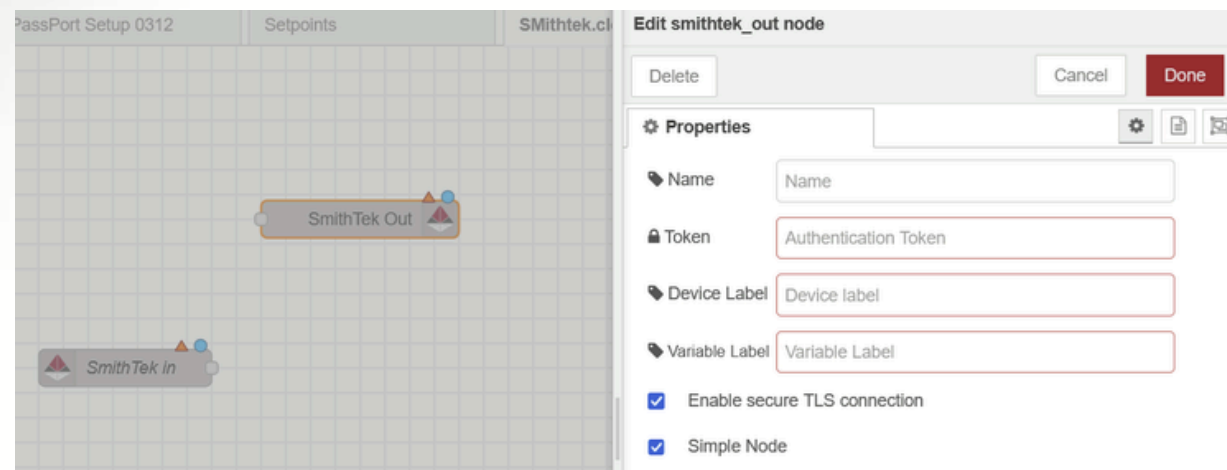 PassPort Setup 0312
Setpoints
SMithtek.cl
Edit smithtek_out node
Delete
Cancel
Done
Properties
Name
Name
SmithTek Out
Token
Authentication Token
Device Label
Device label
Variable Label
Variable Label
SmithTek in
Enable secure TLS connection
Simple Node